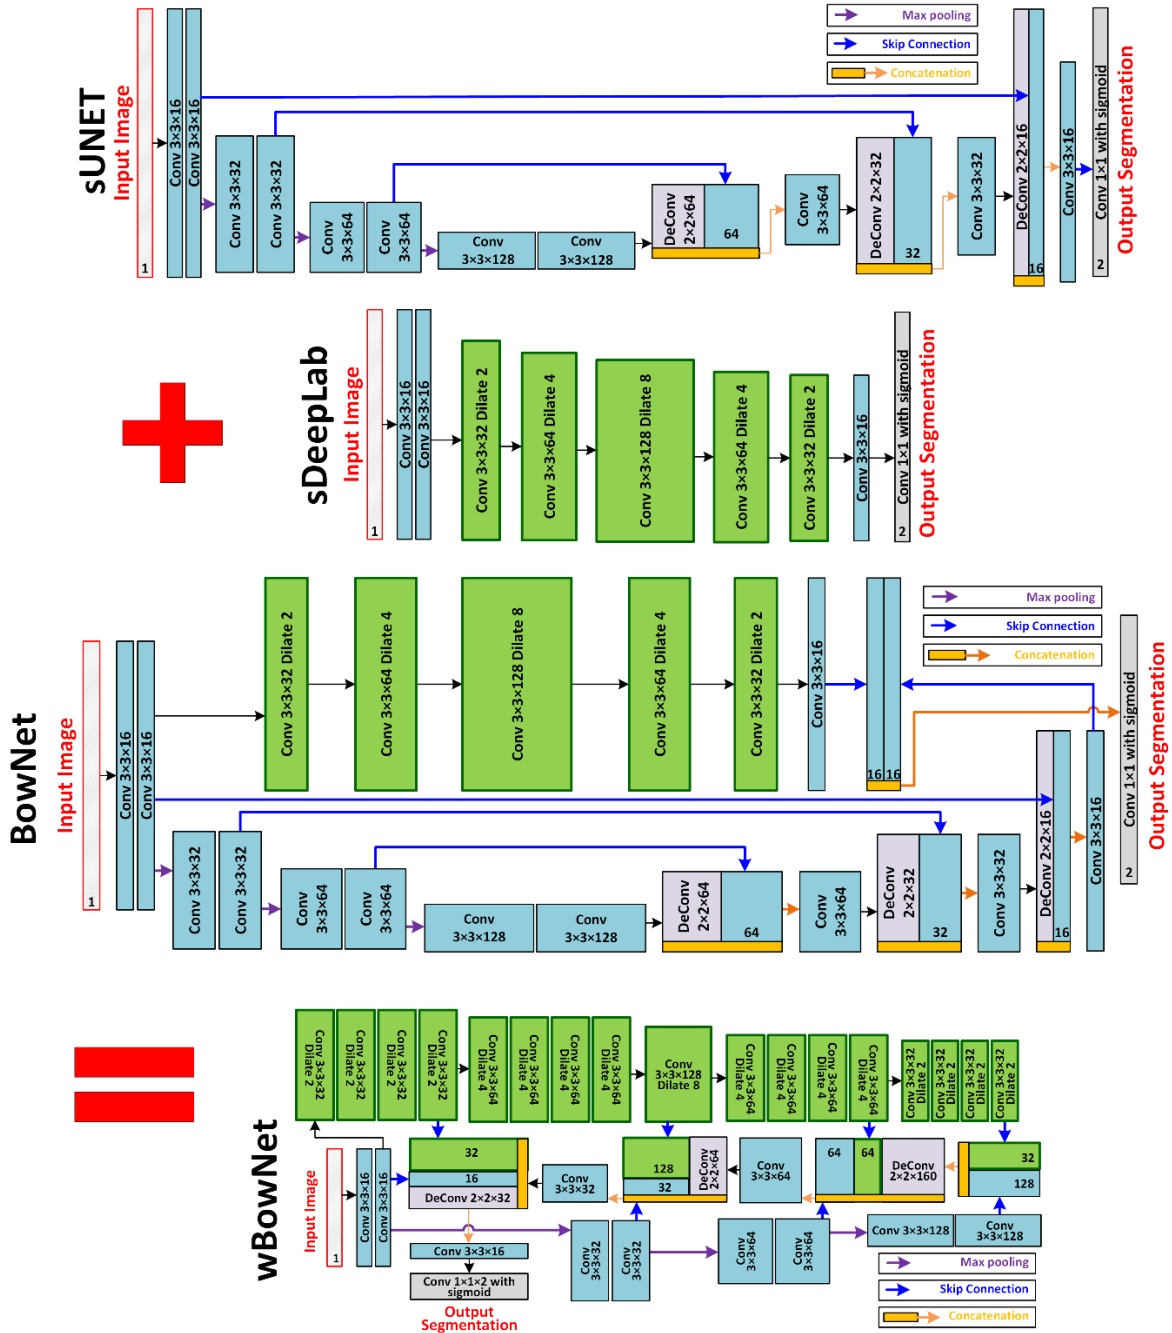 sUNET
Input Image
1
Conv 3×3×16
Conv 3×3×16
Conv 3×3×32
Conv 3×3×32
Conv
3×3×64
Conv
3×3×64
Conv
3×3×128
Conv
3×3×128
DeConv
2×2×64
64
Conv
3×3×64
DeConv 2×2×32
32
Conv 3×3×32
DeConv 2×2×16
16
Conv 3×3×16
Conv 1×1 with sigmoid
2
Output Segmentation
Max pooling
Skip Connection
Concatenation
sDeepLab
Input Image
1
Conv 3×3×16
Conv 3×3×16
Conv 3×3×32 Dilate 2
Conv 3×3×64 Dilate 4
Conv 3×3×128 Dilate 8
Conv 3×3×64 Dilate 4
Conv 3×3×32 Dilate 2
Conv 3×3×16
Conv 1×1 with sigmoid
2
Output Segmentation
BowNet
Input Image
1
Conv 3×3×16
Conv 3×3×16
Conv 3×3×32 Dilate 2
Conv 3×3×64 Dilate 4
Conv 3×3×128 Dilate 8
Conv 3×3×64 Dilate 4
Conv 3×3×32 Dilate 2
Conv 3×3×16
16
16
Max pooling
Skip Connection
Concatenation
Conv 3×3×32
Conv 3×3×32
Conv
3×3×64
Conv
3×3×64
Conv
3×3×128
Conv
3×3×128
DeConv
2×2×64
64
Conv
3×3×64
DeConv
2×2×32
32
Conv 3×3×32
DeConv 2×2×16
16
Conv 3×3×16
Conv 1×1 with sigmoid
2
Output Segmentation
wBowNet
Conv 3×3×32
Dilate 2
Conv 3×3×32
Dilate 2
Conv 3×3×32
Dilate 2
Conv 3×3×32
Dilate 2
Conv 3×3×64
Dilate 4
Conv 3×3×64
Dilate 4
Conv 3×3×64
Dilate 4
Conv 3×3×64
Dilate 4
Conv
3×3×128
Dilate 8
Conv 3×3×64
Dilate 4
Conv 3×3×64
Dilate 4
Conv 3×3×64
Dilate 4
Conv 3×3×64
Dilate 4
Conv 3×3×32
Dilate 2
Conv 3×3×32
Dilate 2
Conv 3×3×32
Dilate 2
Conv 3×3×32
Dilate 2
Input Image
1
Conv 3×3×16
Conv 3×3×16
32
16
DeConv 2×2×32
Conv
3×3×32
128
32
DeConv
2×2×64
Conv
3×3×64
64
64
DeConv
2×2×160
32
128
Conv 3×3×16
Conv 1×1×2 with
sigmoid
Output
Segmentation
Conv
3×3×32
Conv
3×3×32
Conv
3×3×64
Conv
3×3×64
Conv 3×3×128
Conv
3×3×128
Max pooling
Skip Connection
Concatenation